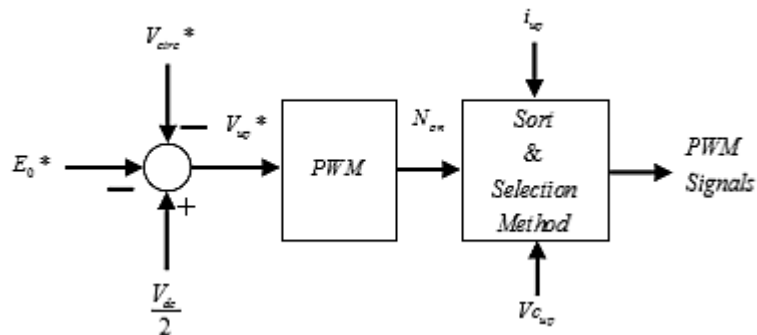 V_circ *
i_up
E_0 *
−
−
+
V_up *
PWM
N_on
Sort
&
Selection
Method
PWM
Signals
V_dc
2
Vc_up